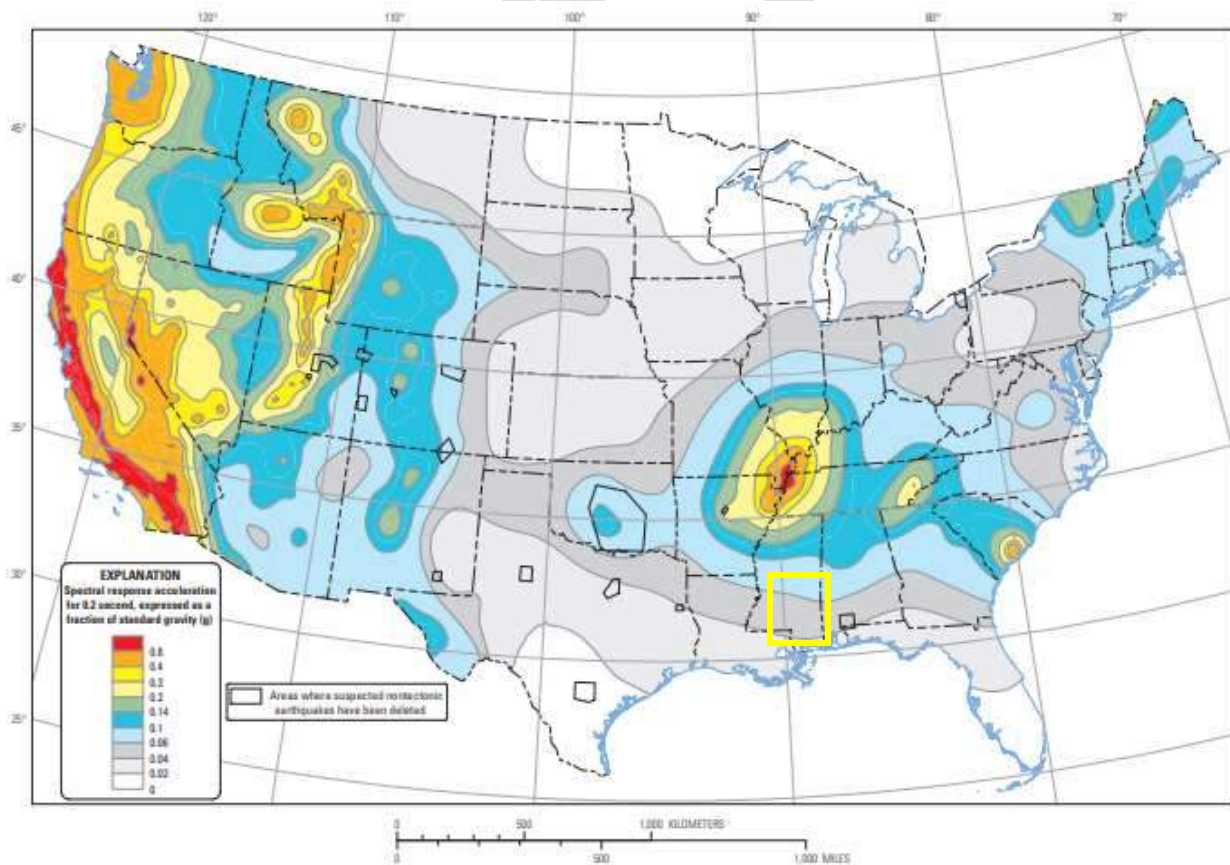 120° 110° 100° 90° 80° 70°
45°
40°
35°
30°
25°
EXPLANATION
Spectral response acceleration
for 0.2 second, expressed as a
fraction of standard gravity (g)
0.8
0.4
0.3
0.2
0.14
0.1
0.06
0.04
0.02
0
Areas where suspected nontectonic
earthquakes have been deleted
0 500 1,000 KILOMETERS
0 500 1,000 MILES